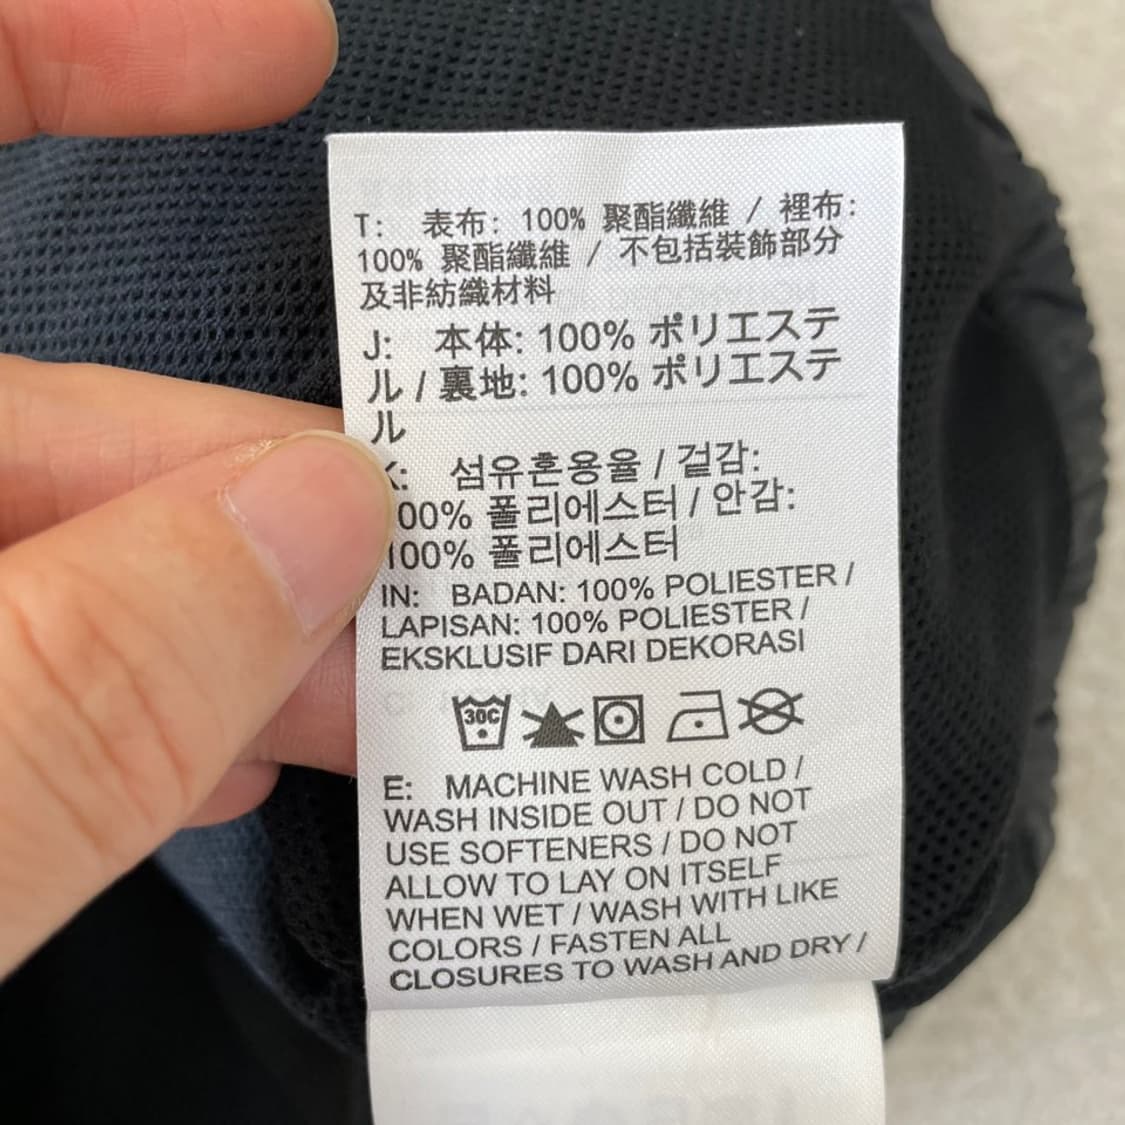 T: 表布: 100% 聚酯纖維 / 裡布:
100% 聚酯纖維 / 不包括裝飾部分
及非紡織材料
J: 本体: 100% ポリエステ
ル / 裏地: 100% ポリエステ
ル
K: 섬유혼용율 / 겉감:
100% 폴리에스터 / 안감:
100% 폴리에스터
IN: BADAN: 100% POLIESTER /
LAPISAN: 100% POLIESTER /
EKSKLUSIF DARI DEKORASI
30C
E: MACHINE WASH COLD /
WASH INSIDE OUT / DO NOT
USE SOFTENERS / DO NOT
ALLOW TO LAY ON ITSELF
WHEN WET / WASH WITH LIKE
COLORS / FASTEN ALL
CLOSURES TO WASH AND DRY /